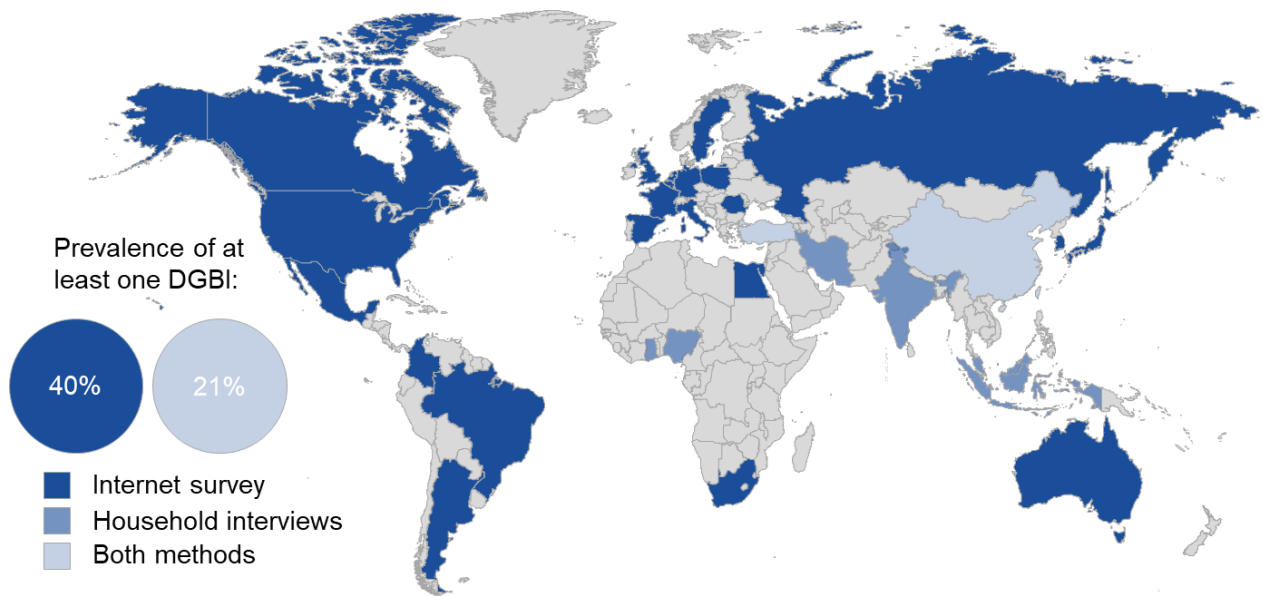 Prevalence of at
least one DGBI:
40%
21%
Internet survey
Household interviews
Both methods